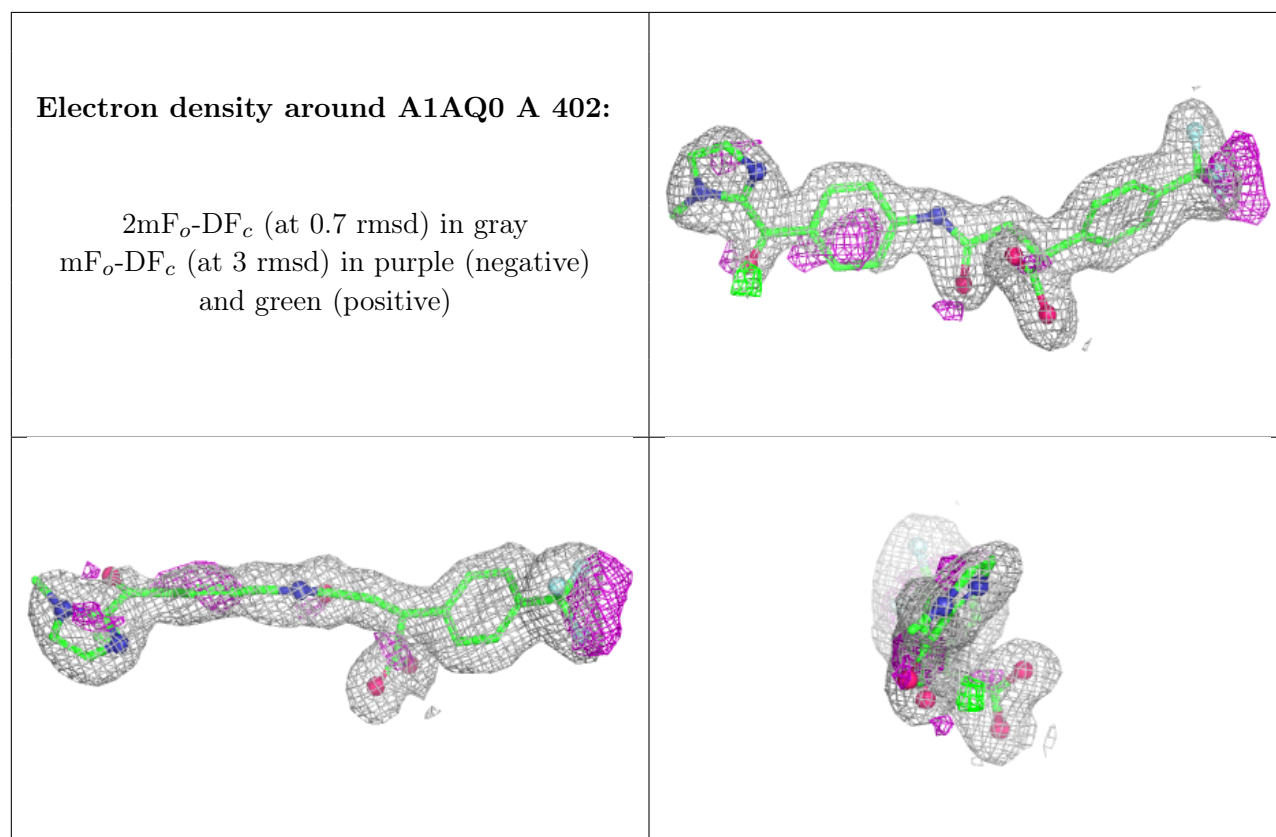 Electron density around A1AQ0 A 402:
2mFo-DFc (at 0.7 rmsd) in gray
mFo-DFc (at 3 rmsd) in purple (negative)
and green (positive)